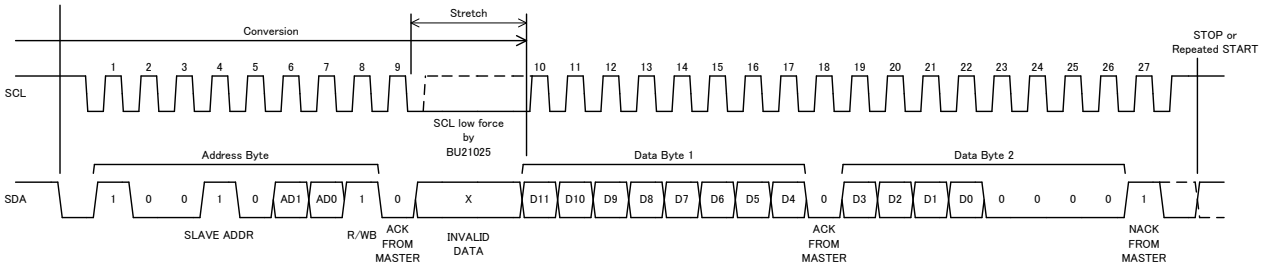 Stretch
Conversion
STOP or
Repeated START
1 2 3 4 5 6 7 8 9 10 11 12 13 14 15 16 17 18 19 20 21 22 23 24 25 26 27
SCL
SCL low force
by
BU21025
Address Byte
Data Byte 1
Data Byte 2
SDA
1 0 0 1 0 AD1 AD0 1 0 X D11 D10 D9 D8 D7 D6 D5 D4 0 D3 D2 D1 D0 0 0 0 0 1
SLAVE ADDR
R/WB
ACK
FROM
MASTER
INVALID
DATA
ACK
FROM
MASTER
NACK
FROM
MASTER